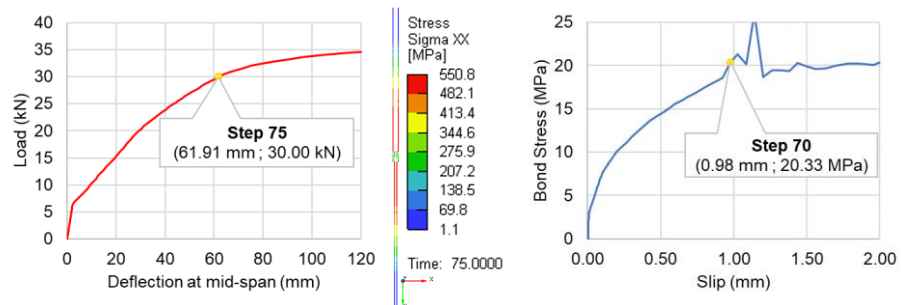 40
35
30
25
20
15
10
5
0
Load (kN)
Step 75
(61.91 mm ; 30.00 kN)
0 20 40 60 80 100 120
Deflection at mid-span (mm)
Stress
Sigma XX
[MPa]
550.8
482.1
413.4
344.6
275.9
207.2
138.5
69.8
1.1
Time: 75.0000
x
25
20
15
10
5
0
Bond Stress (MPa)
Step 70
(0.98 mm ; 20.33 MPa)
0.00 0.50 1.00 1.50 2.00
Slip (mm)